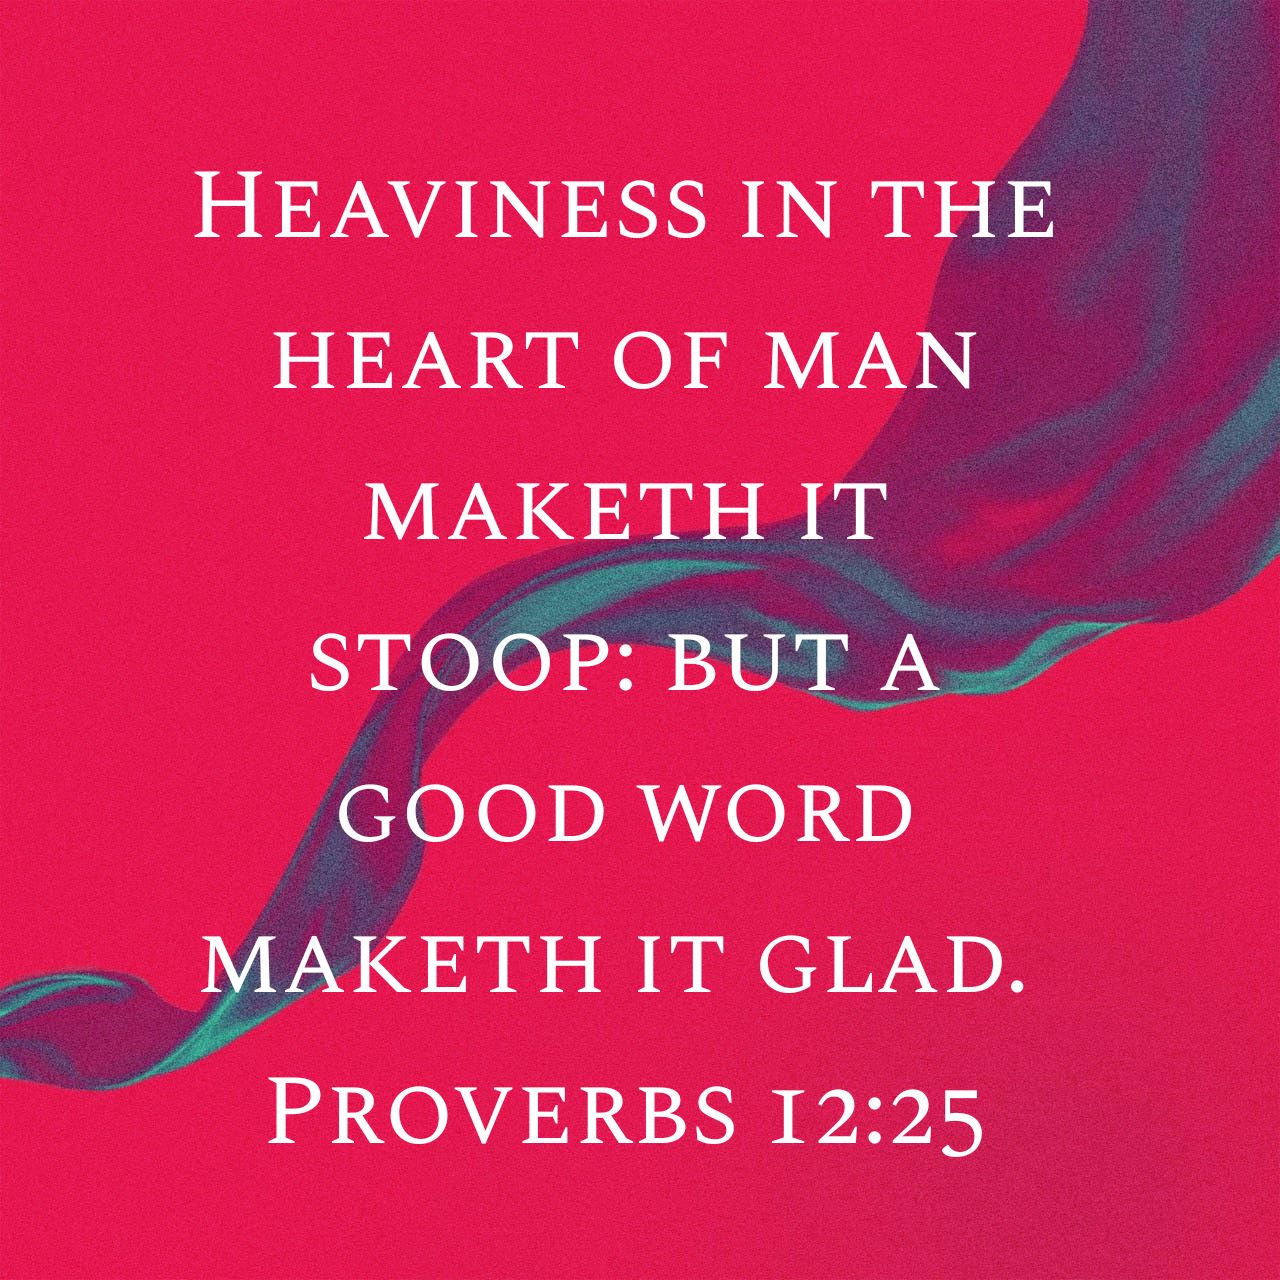 Heaviness in the
heart of man
maketh it
stoop: but a
good word
maketh it glad.
Proverbs 12:25